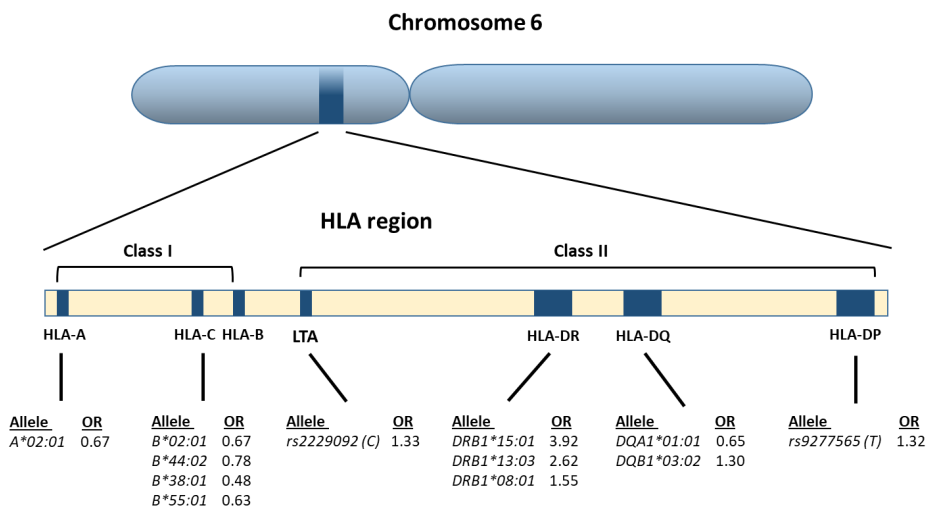 Chromosome 6
HLA region
Class I
Class II
HLA-A
HLA-C
HLA-B
LTA
HLA-DR
HLA-DQ
HLA-DP
Allele OR
A*02:01 0.67
Allele OR
B*02:01 0.67
B*44:02 0.78
B*38:01 0.48
B*55:01 0.63
Allele OR
rs2229092 (C) 1.33
Allele OR
DRB1*15:01 3.92
DRB1*13:03 2.62
DRB1*08:01 1.55
Allele OR
DQA1*01:01 0.65
DQB1*03:02 1.30
Allele OR
rs9277565 (T) 1.32